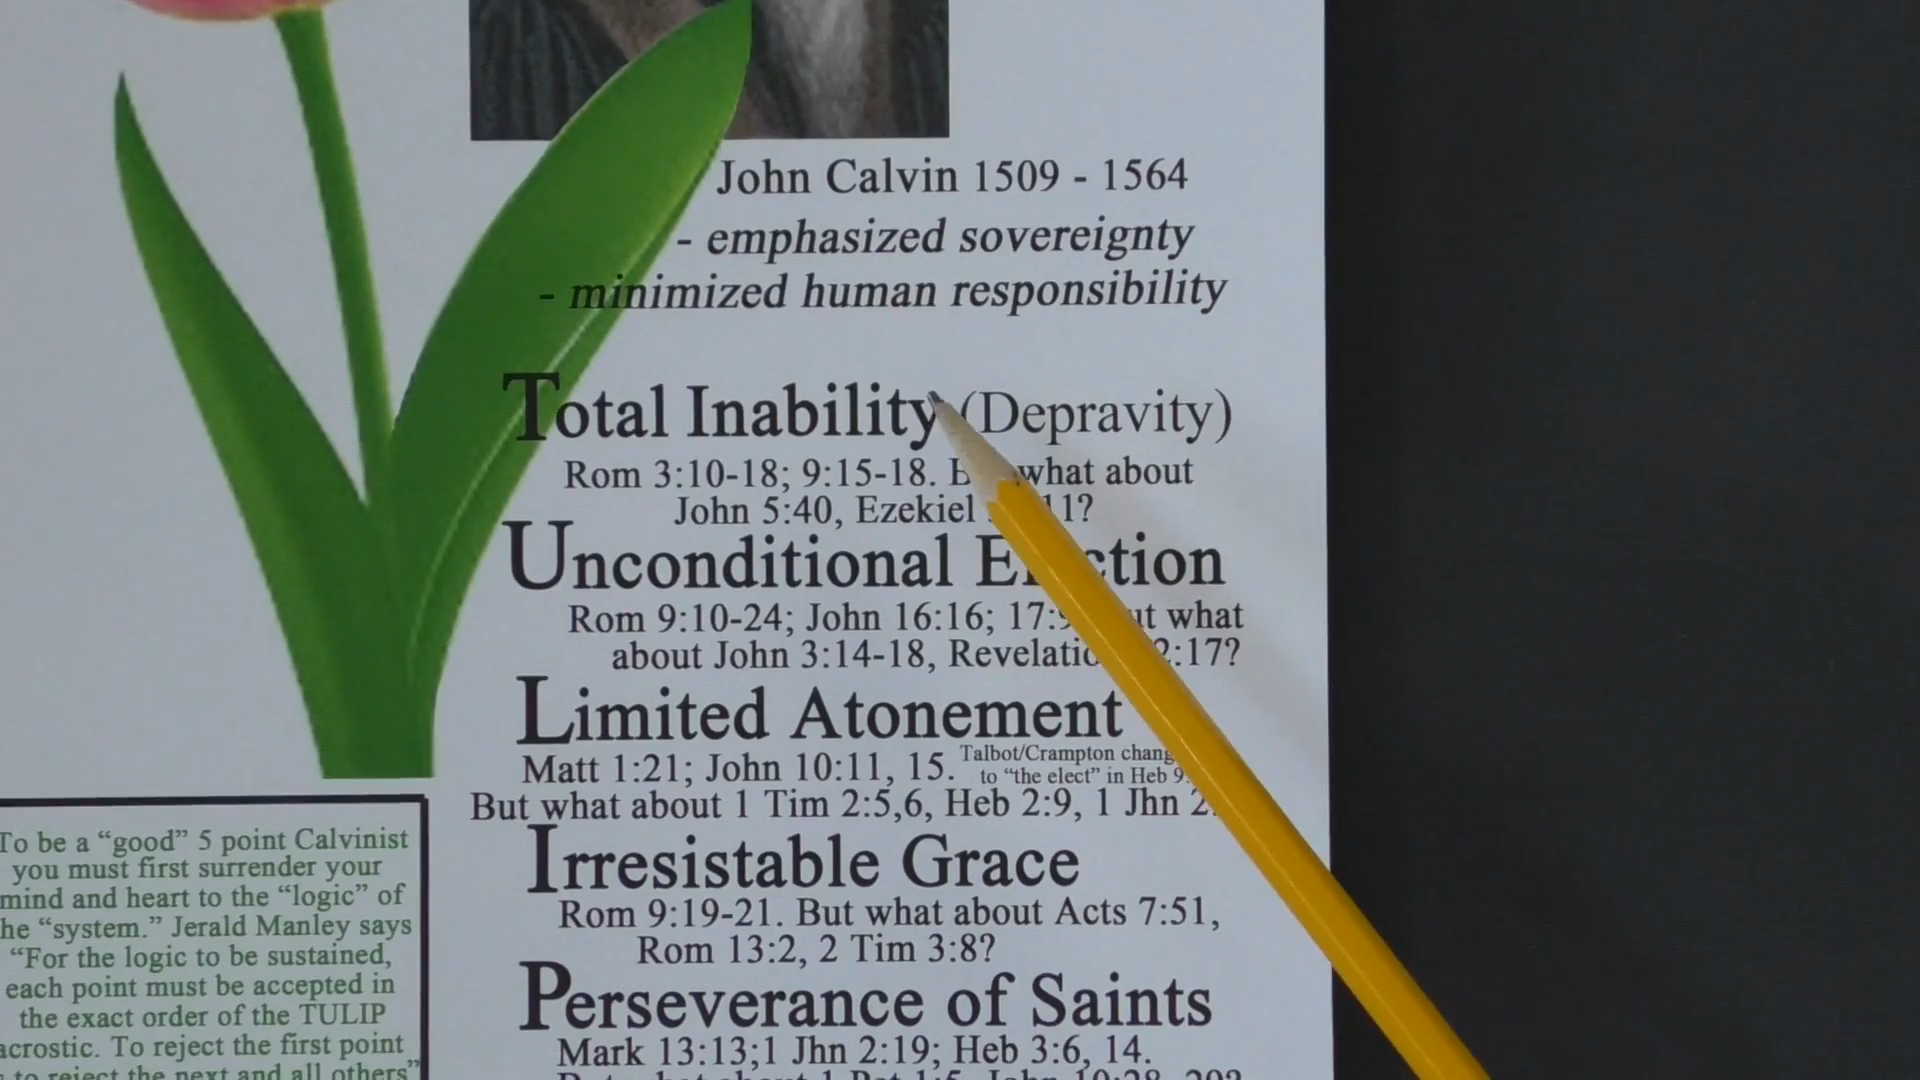 John Calvin 1509 - 1564
- emphasized sovereignty
- minimized human responsibility
Total Inability (Depravity)
Rom 3:10-18; 9:15-18. what about
John 5:40, Ezekiel
Unconditional
Rom 9:10-24; John 16:16; what
about John 3:14-18,
Limited Atonement
Matt 1:21; John 10:11, 15.
Talbot/Crampton
to “the elect” in Heb
But what about 1 Tim 2:5,6, Heb 2:9, 1 Jhn
Irresistable Grace
Rom 9:19-21. But what about Acts 7:51,
Rom 13:2, 2 Tim 3:8?
Perseverance of Saints
Mark 13:13;1 Jhn 2:19; Heb 3:6, 14.
To be a “good” 5 point Calvinist
you must first surrender your
mind and heart to the “logic” of
“system.” Jerald Manley says
“For the logic to be sustained,
each point must be accepted in
the exact order of the TULIP
acrostic. To reject the first point
to reject the next and all others”